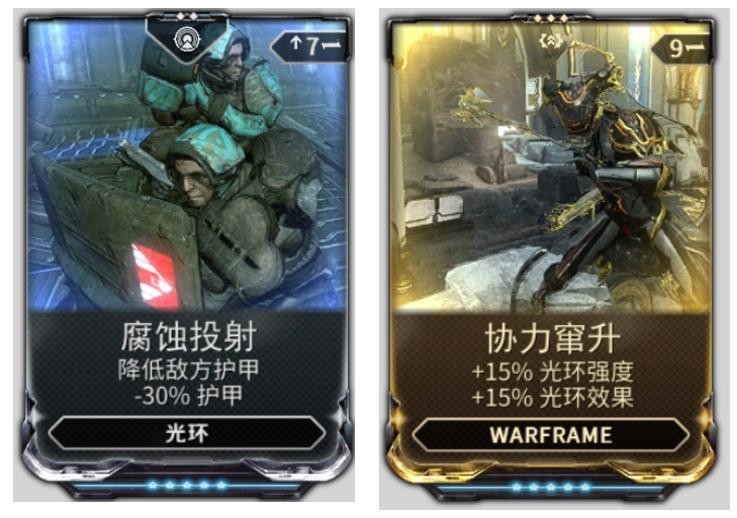 ↑7
腐蚀投射
降低敌方护甲
-30% 护甲
光环
9
协力窜升
+15% 光环强度
+15% 光环效果
WARFRAME